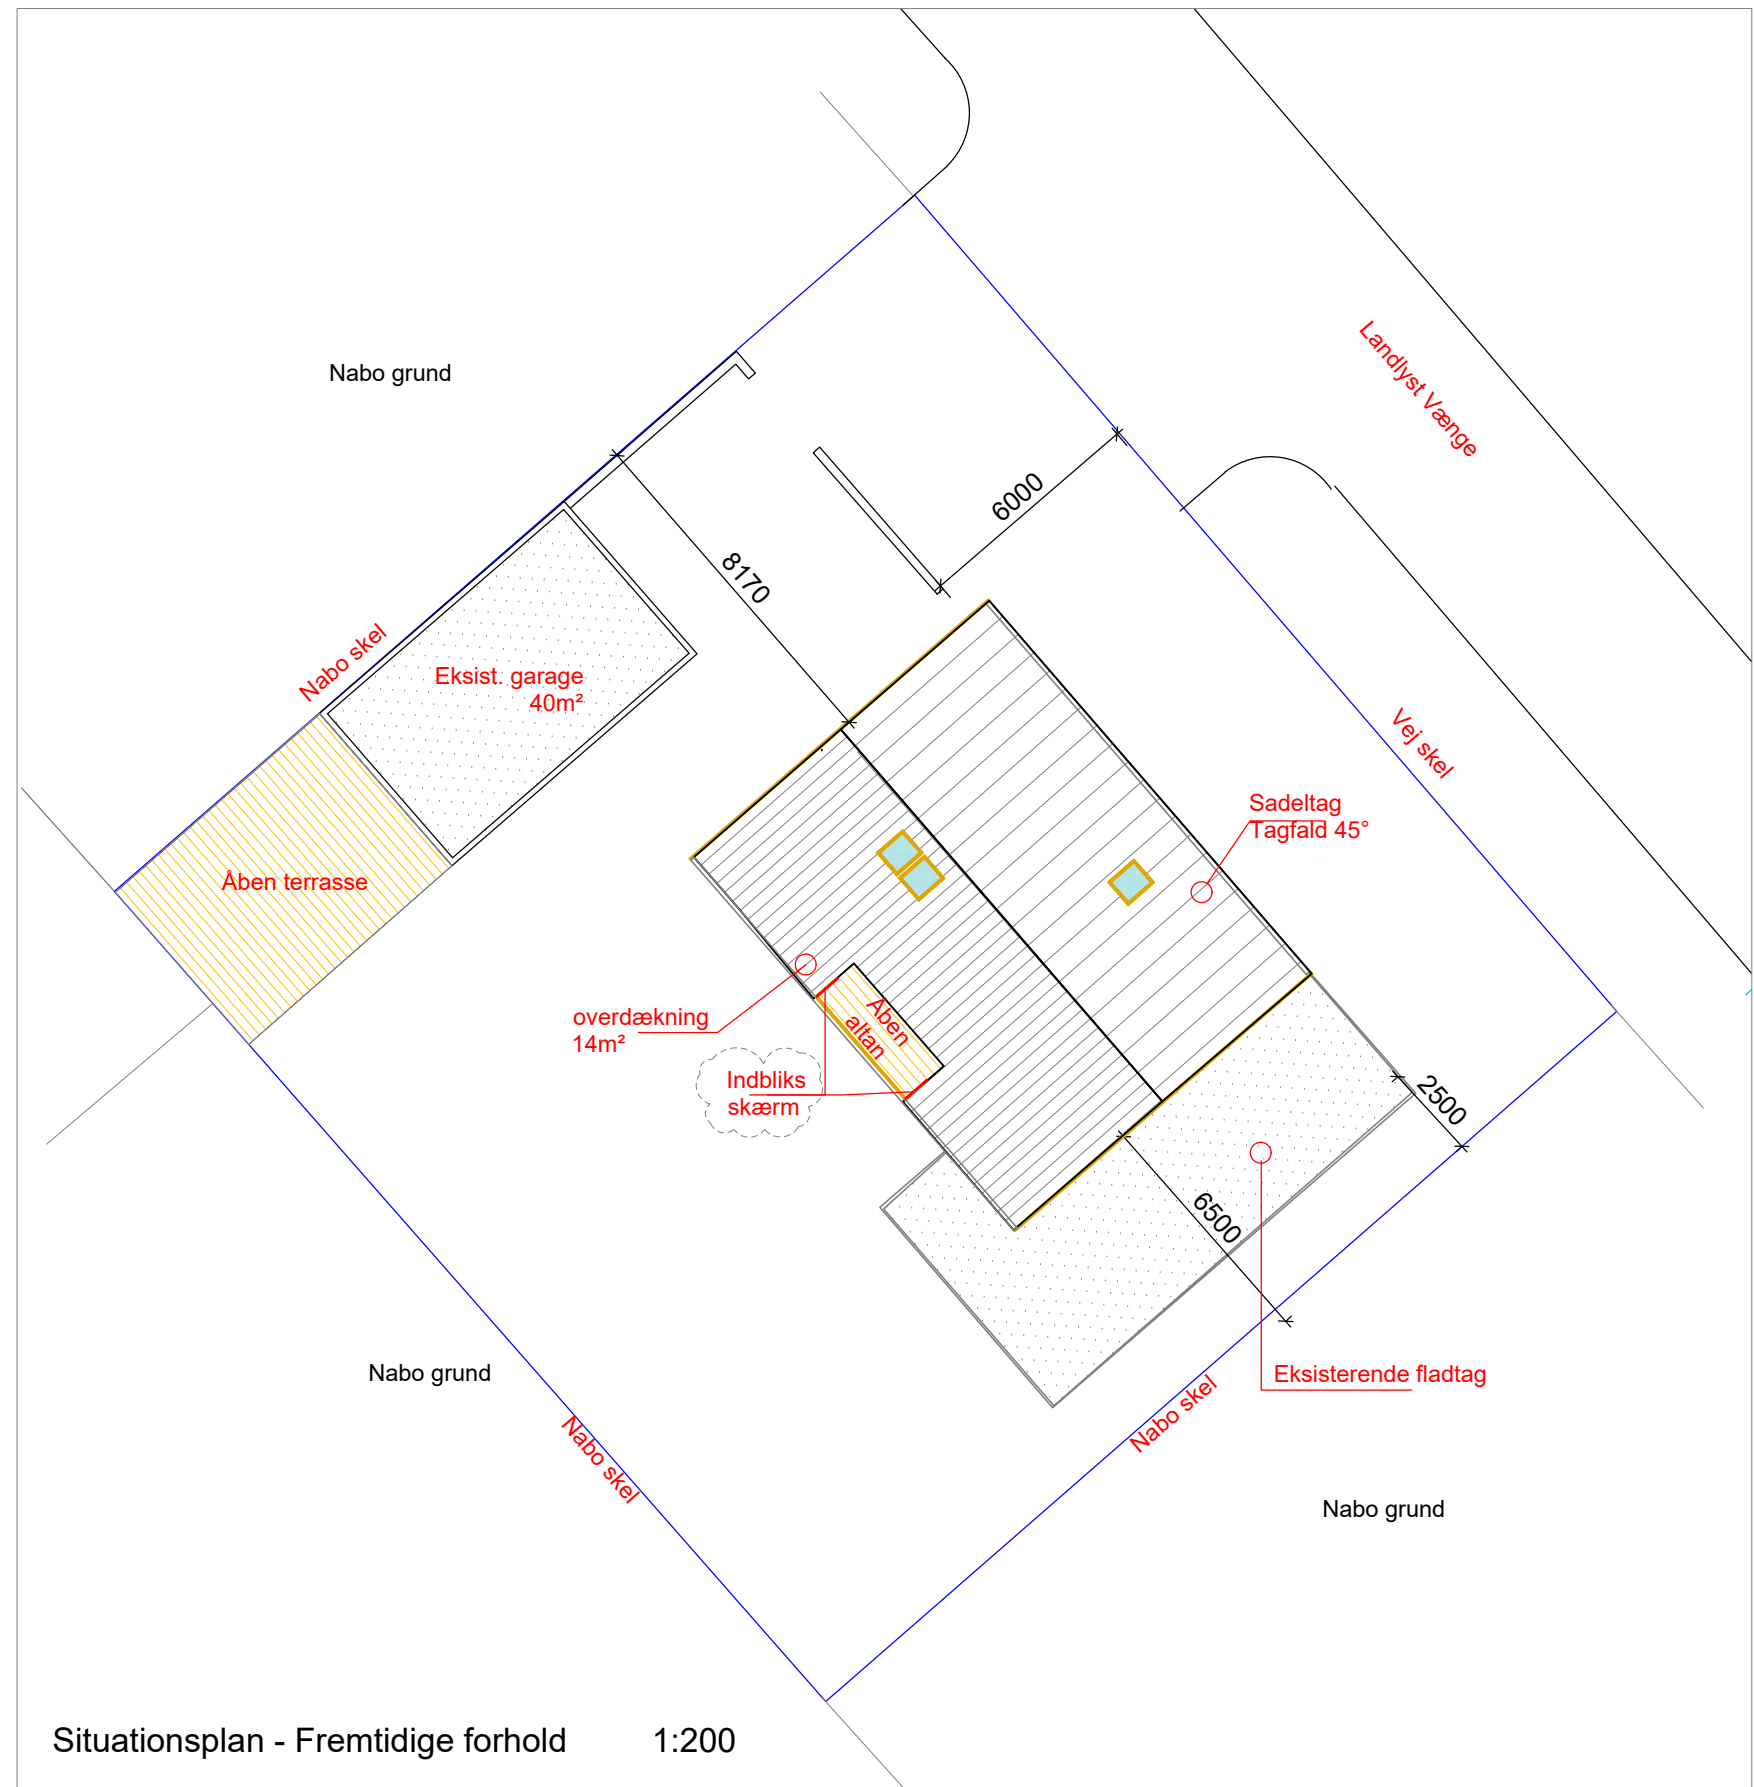 Landlyst Vænge
Nabo grund
6000
8170
Nabo skel
Eksist. garage
40m²
Vej skel
Sadeltag
Tagfald 45°
Åben terrasse
overdækning
14m²
Åben
altan
Indbliks
skærm
2500
6500
Nabo grund
Eksisterende fladtag
Nabo skel
Nabo skel
Nabo grund
Situationsplan - Fremtidige forhold 1:200